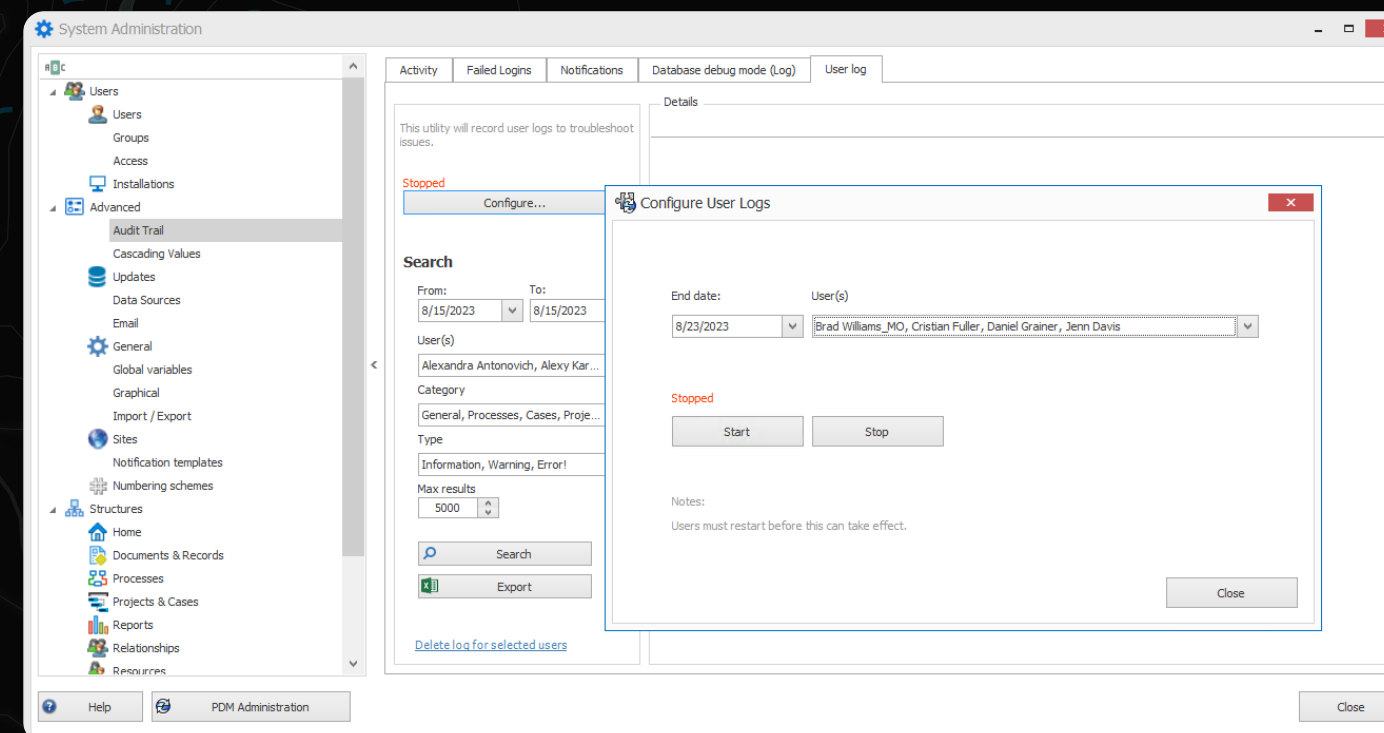 System Administration
ABC
Users
Users
Groups
Access
Installations
Advanced
Audit Trail
Cascading Values
Updates
Data Sources
Email
General
Global variables
Graphical
Import / Export
Sites
Notification templates
Numbering schemes
Structures
Home
Documents & Records
Processes
Projects & Cases
Reports
Relationships
Resources
Help
PDM Administration
Activity
Failed Logins
Notifications
Database debug mode (Log)
User log
This utility will record user logs to troubleshoot
issues.
Stopped
Configure...
Search
From:
To:
8/15/2023
8/15/2023
User(s)
Alexandra Antonovich, Alexy Kar...
Category
General, Processes, Cases, Proje...
Type
Information, Warning, Error!
Max results
5000
Search
Export
Delete log for selected users
Details
Configure User Logs
End date:
User(s)
8/23/2023
Brad Williams_MO, Cristian Fuller, Daniel Grainer, Jenn Davis
Stopped
Start
Stop
Notes:
Users must restart before this can take effect.
Close
Close